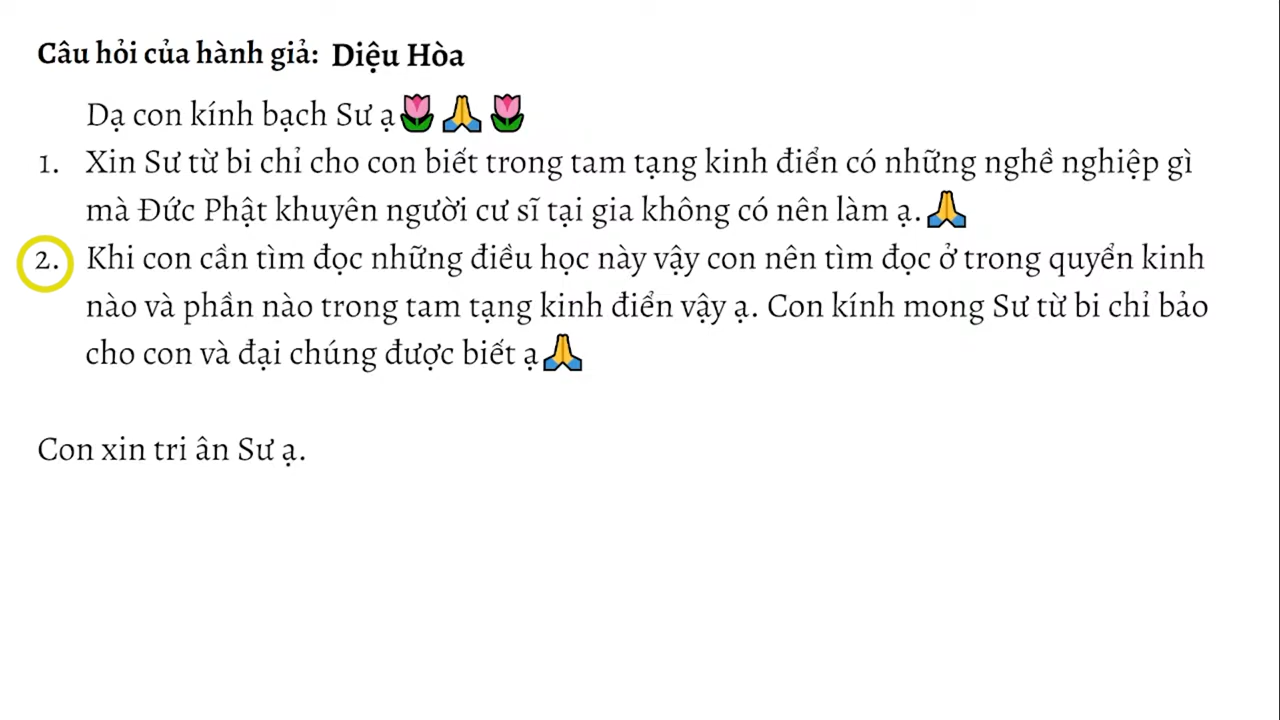 Câu hỏi của hành giả: Diệu Hòa
Dạ con kính bạch Sư ạ🌷🙏🌷
1. Xin Sư từ bi chỉ cho con biết trong tam tạng kinh điển có những nghề nghiệp gì
mà Đức Phật khuyên người cư sĩ tại gia không có nên làm ạ.🙏
2. Khi con cần tìm đọc những điều học này vậy con nên tìm đọc ở trong quyển kinh
nào và phần nào trong tam tạng kinh điển vậy ạ. Con kính mong Sư từ bi chỉ bảo
cho con và đại chúng được biết ạ🙏
Con xin tri ân Sư ạ.